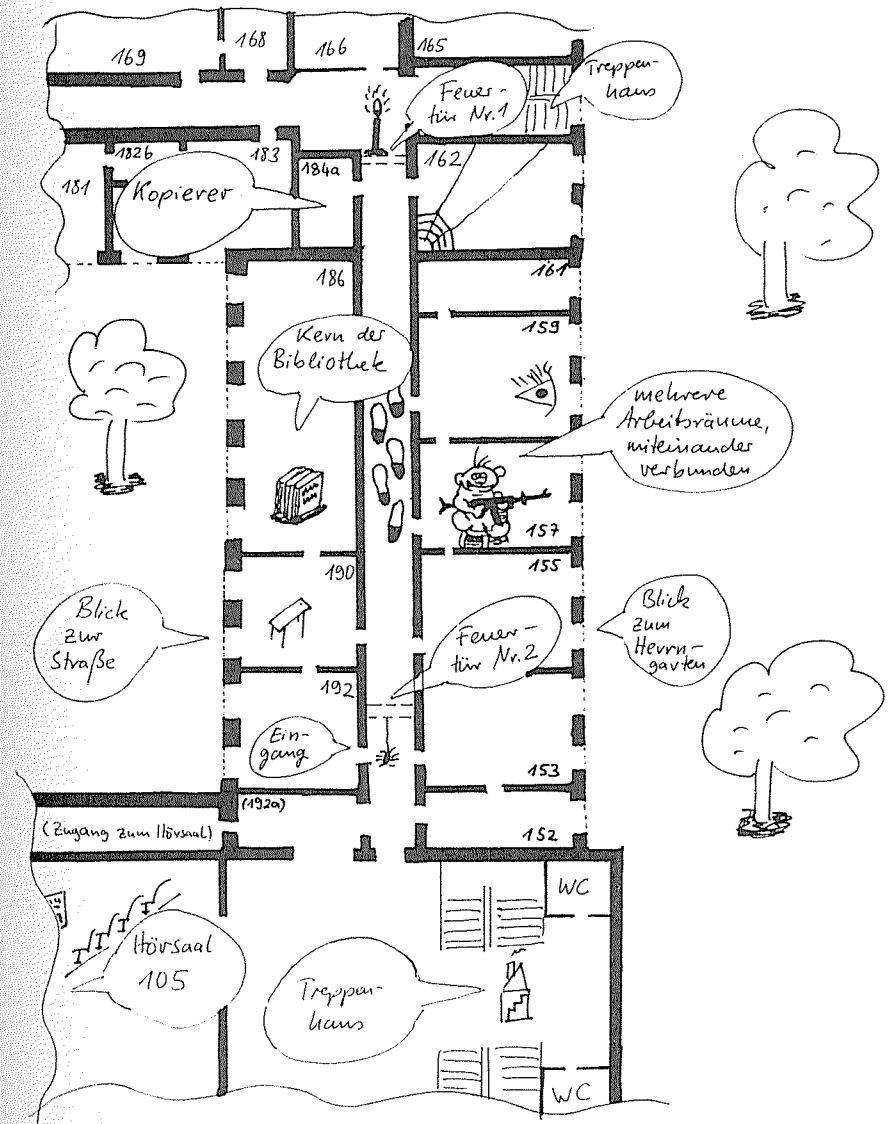 169
168
166
165
Treppen-
haus
Feuer-
tür Nr.1
181
182b
183
184a
162
Kopierer
186
161
159
Kern der
Bibliothek
mehrere
Arbeitsräume,
miteinander
verbunden
157
155
190
Blick
zur
Straße
Feuer-
tür Nr.2
Blick
zum
Herrn-
garten
192
Ein-
gang
153
(192a)
(Zugang zum Hörsaal)
152
WC
Hörsaal
105
Treppen-
haus
WC